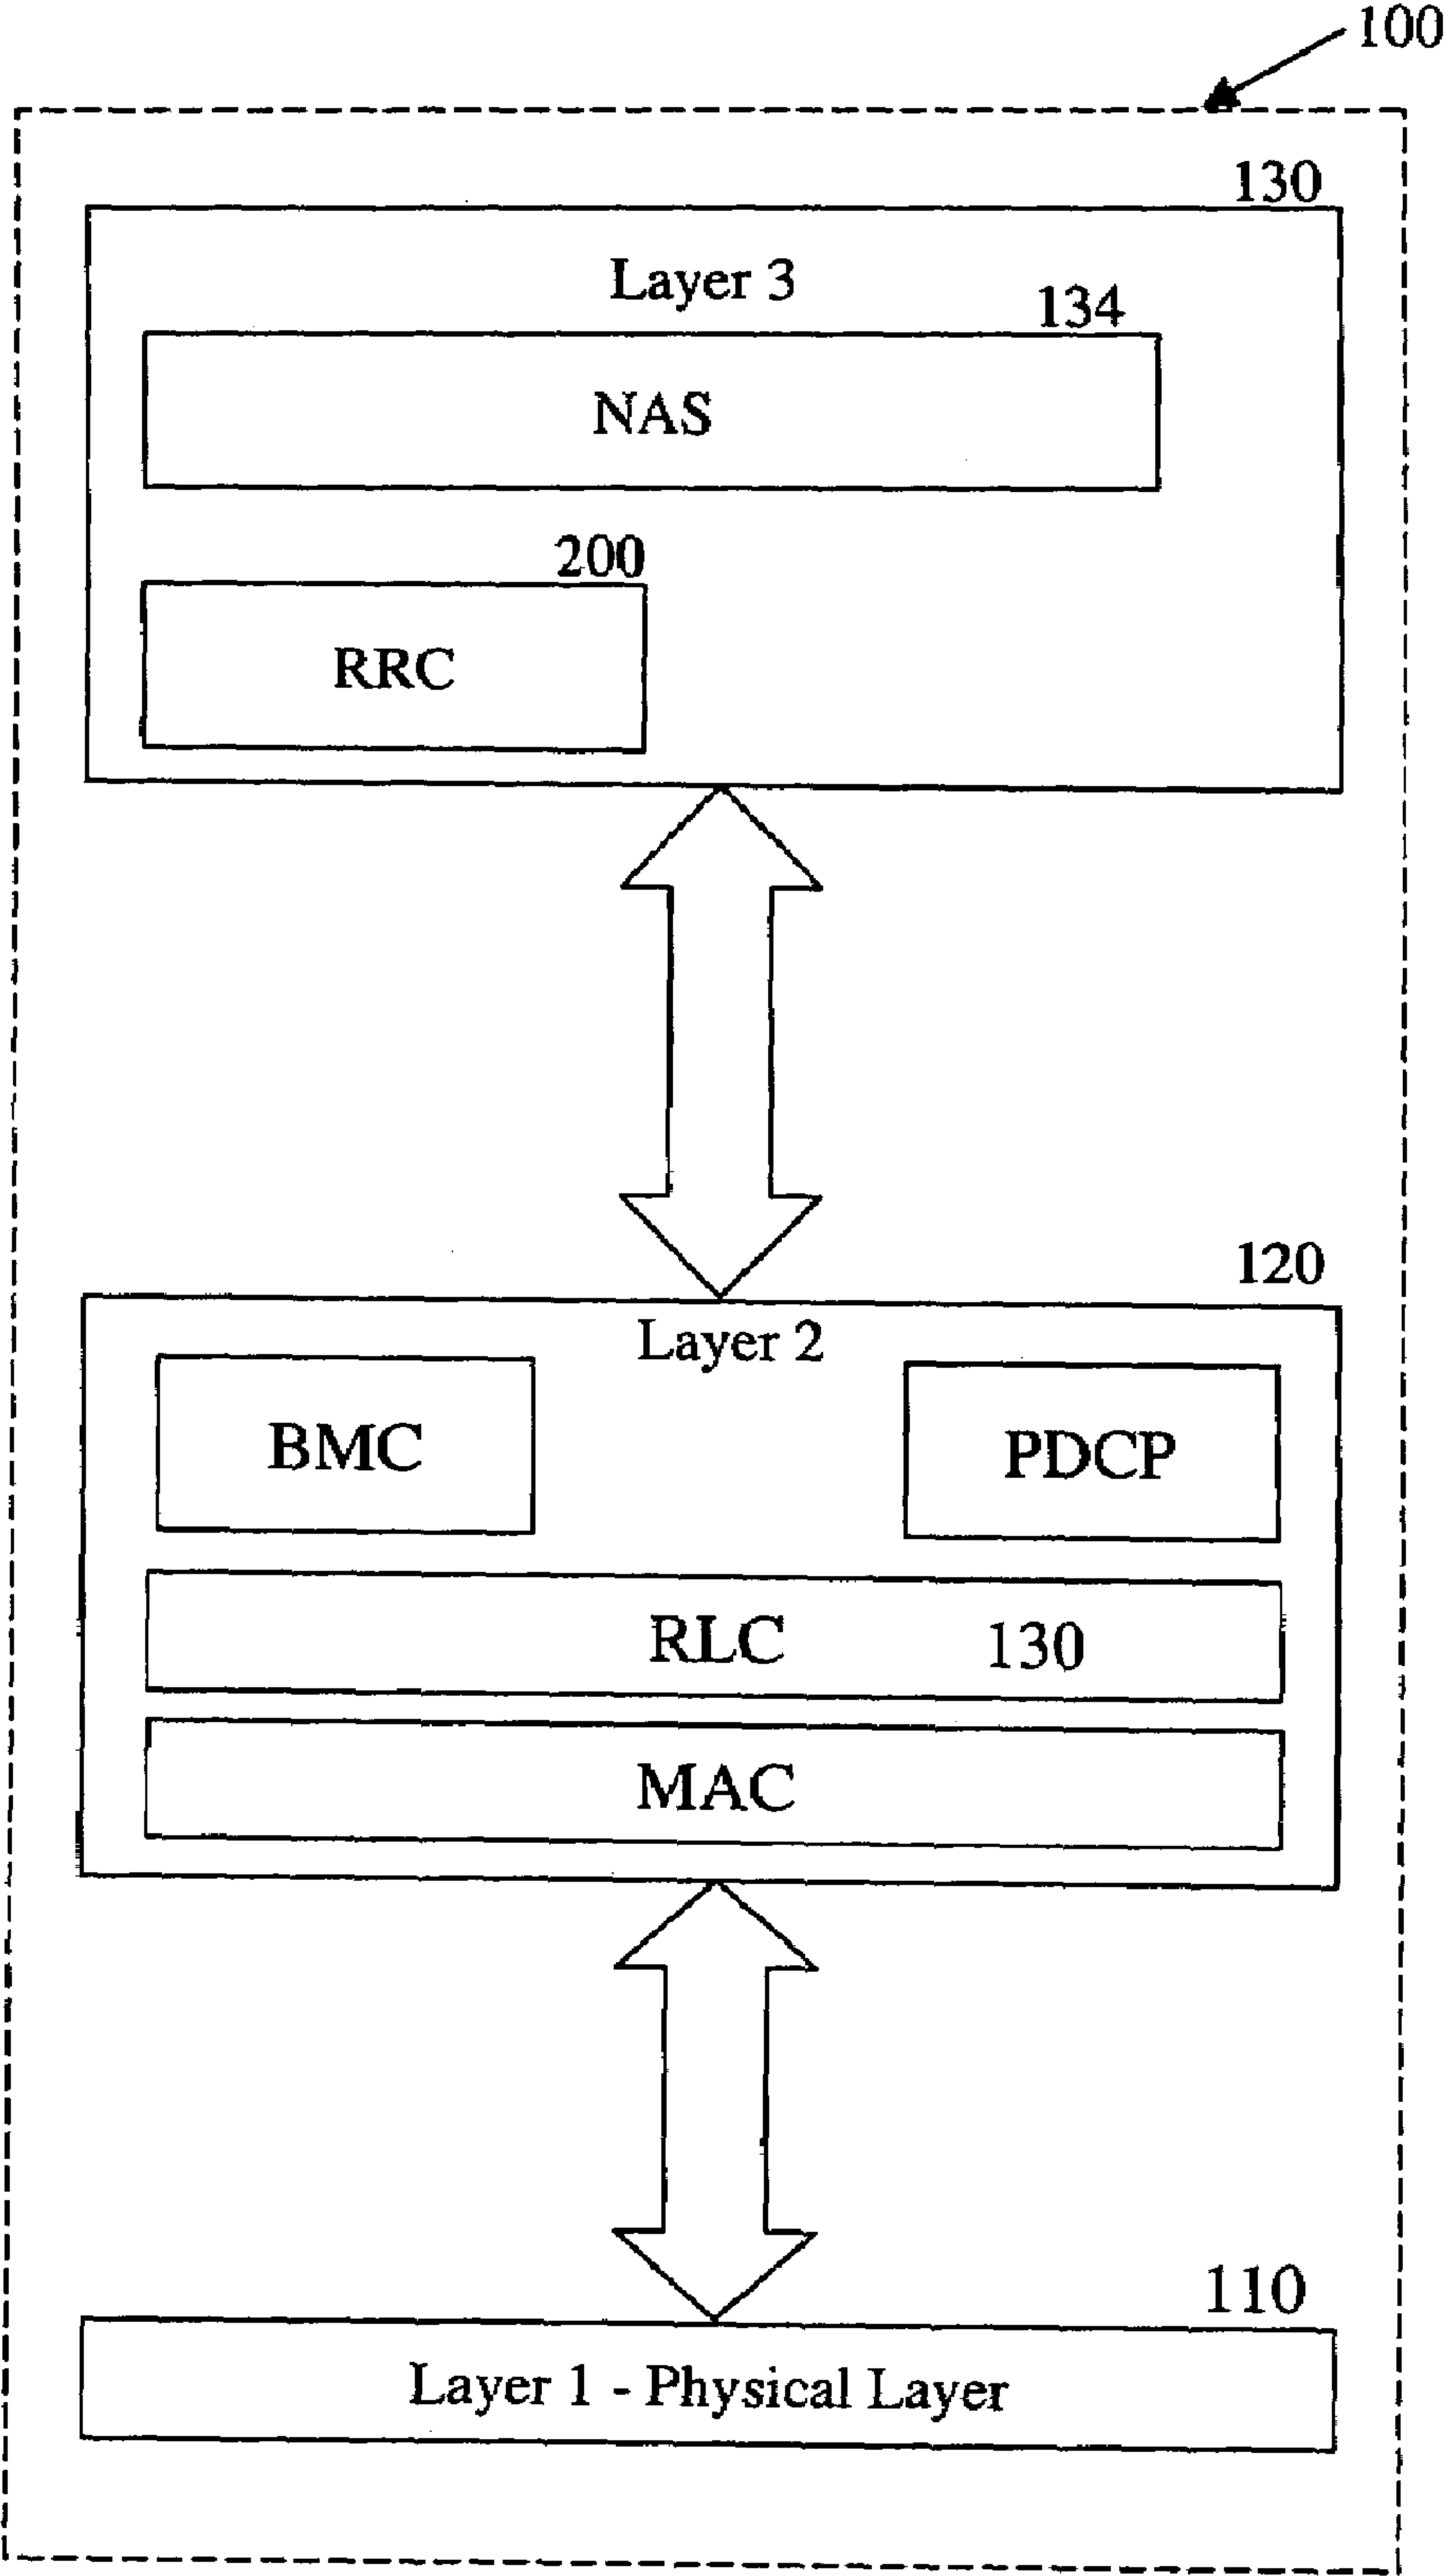 100
130
Layer 3
134
NAS
200
RRC
120
Layer 2
BMC
PDCP
RLC 130
MAC
110
Layer 1 - Physical Layer